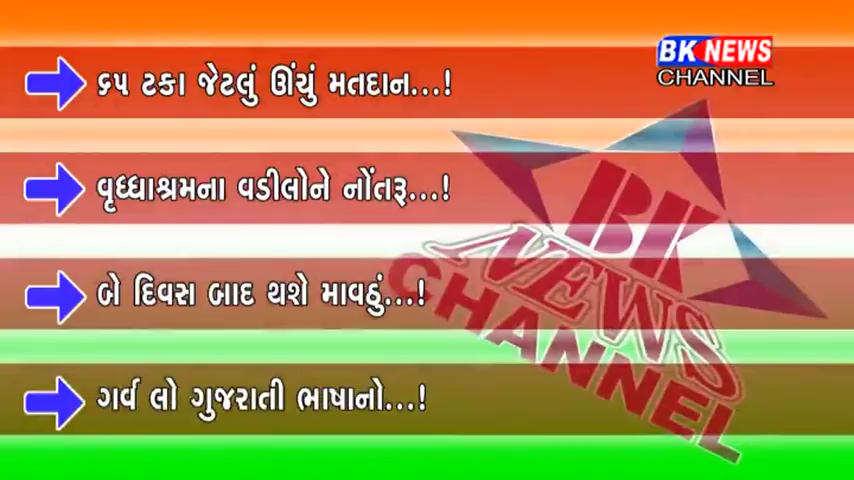 BK NEWS
CHANNEL
૬૫ ટકા જેટલું ઊંચું મતદાન...!
વૃધ્ધાશ્રમના વડીલોને નોંતરૂ...!
બે દિવસ બાદ થશે માવઠું...!
ગર્વ લો ગુજરાતી ભાષાનો...!
BK
NEWS
CHANNEL